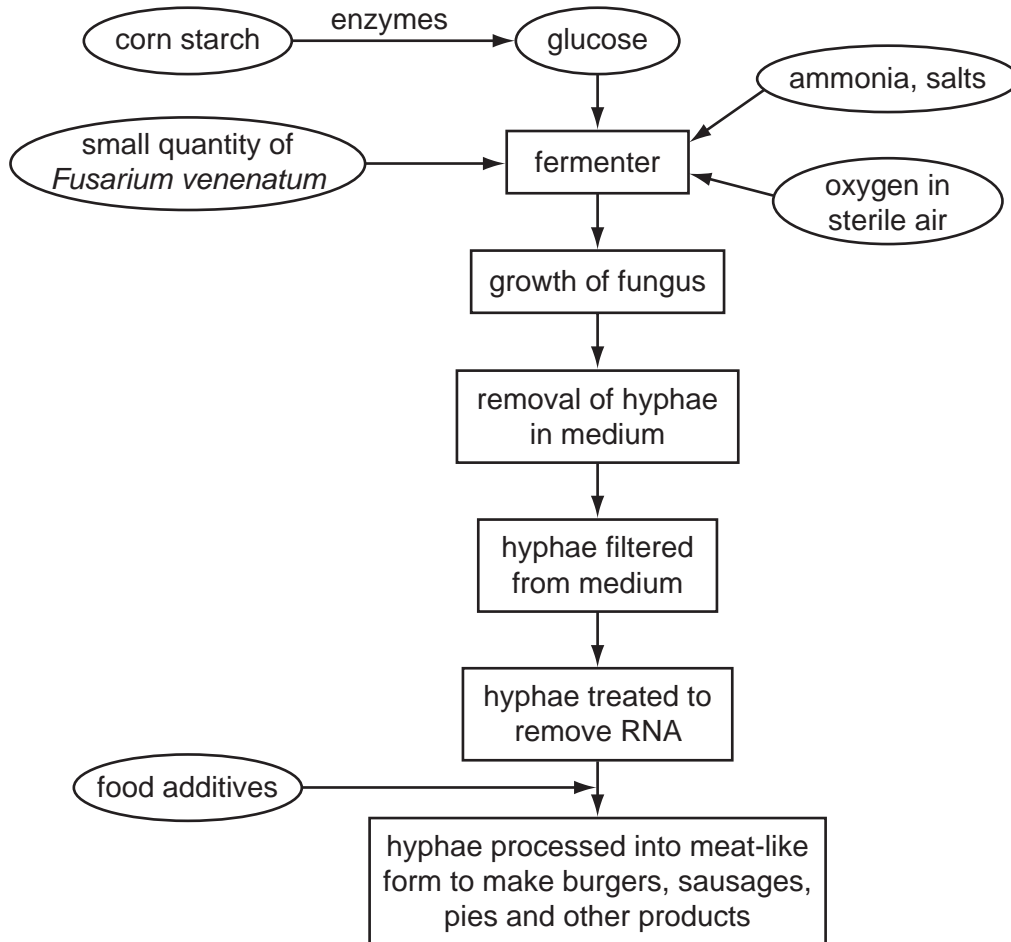 corn starch
enzymes
glucose
ammonia, salts
small quantity of
Fusarium venenatum
fermenter
oxygen in
sterile air
growth of fungus
removal of hyphae
in medium
hyphae filtered
from medium
hyphae treated to
remove RNA
food additives
hyphae processed into meat-like
form to make burgers, sausages,
pies and other products